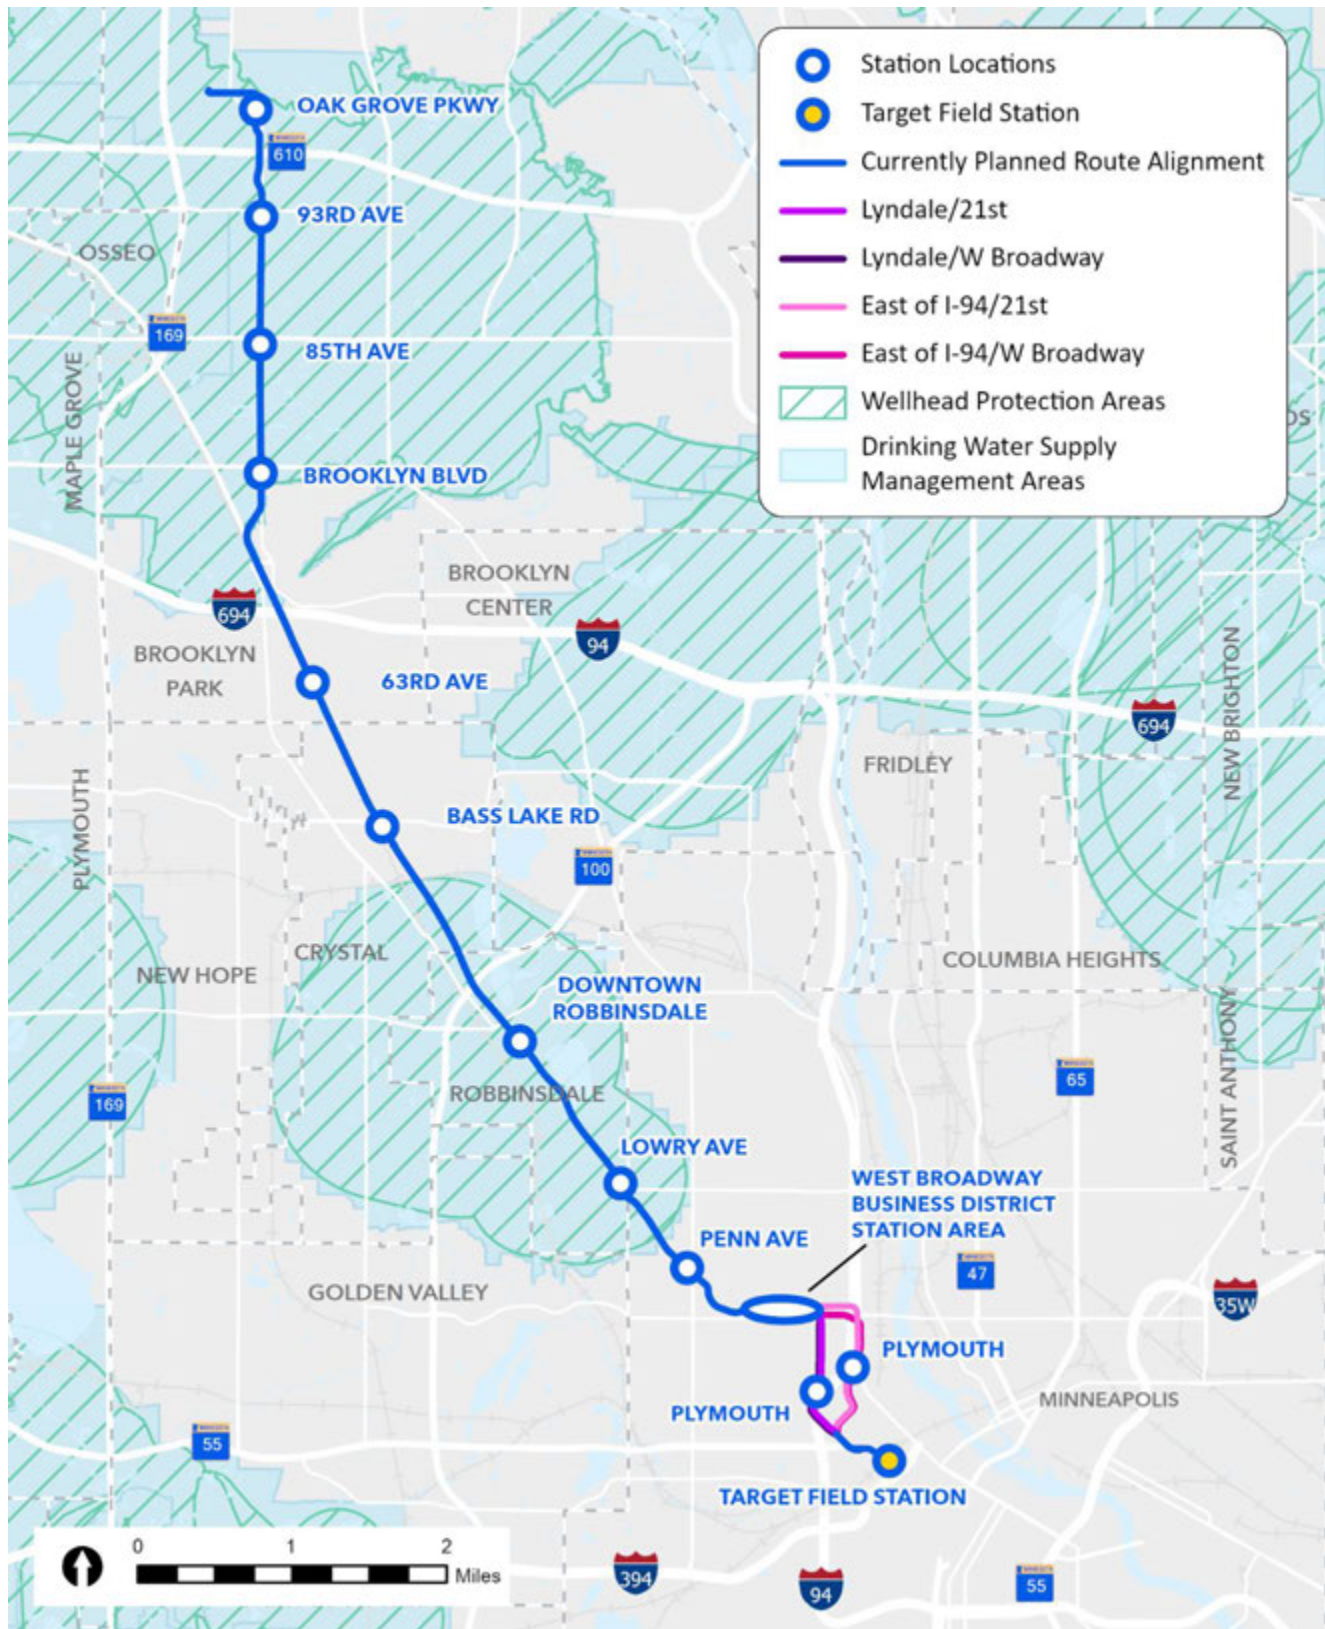 Station Locations
Target Field Station
Currently Planned Route Alignment
Lyndale/21st
Lyndale/W Broadway
East of I-94/21st
East of I-94/W Broadway
Wellhead Protection Areas
Drinking Water Supply
Management Areas
OAK GROVE PKWY
610
93RD AVE
OSSEO
169
85TH AVE
MAPLE GROVE
BROOKLYN BLVD
BROOKLYN
CENTER
694
94
BROOKLYN
PARK
63RD AVE
694
NEW BRIGHTON
FRIDLEY
PLYMOUTH
BASS LAKE RD
100
CRYSTAL
NEW HOPE
COLUMBIA HEIGHTS
DOWNTOWN
ROBBINSDALE
SAINT ANTHONY
65
169
ROBBINSDALE
LOWRY AVE
WEST BROADWAY
BUSINESS DISTRICT
STATION AREA
PENN AVE
47
GOLDEN VALLEY
35W
PLYMOUTH
MINNEAPOLIS
PLYMOUTH
55
TARGET FIELD STATION
0 1 2
Miles
394
94
55